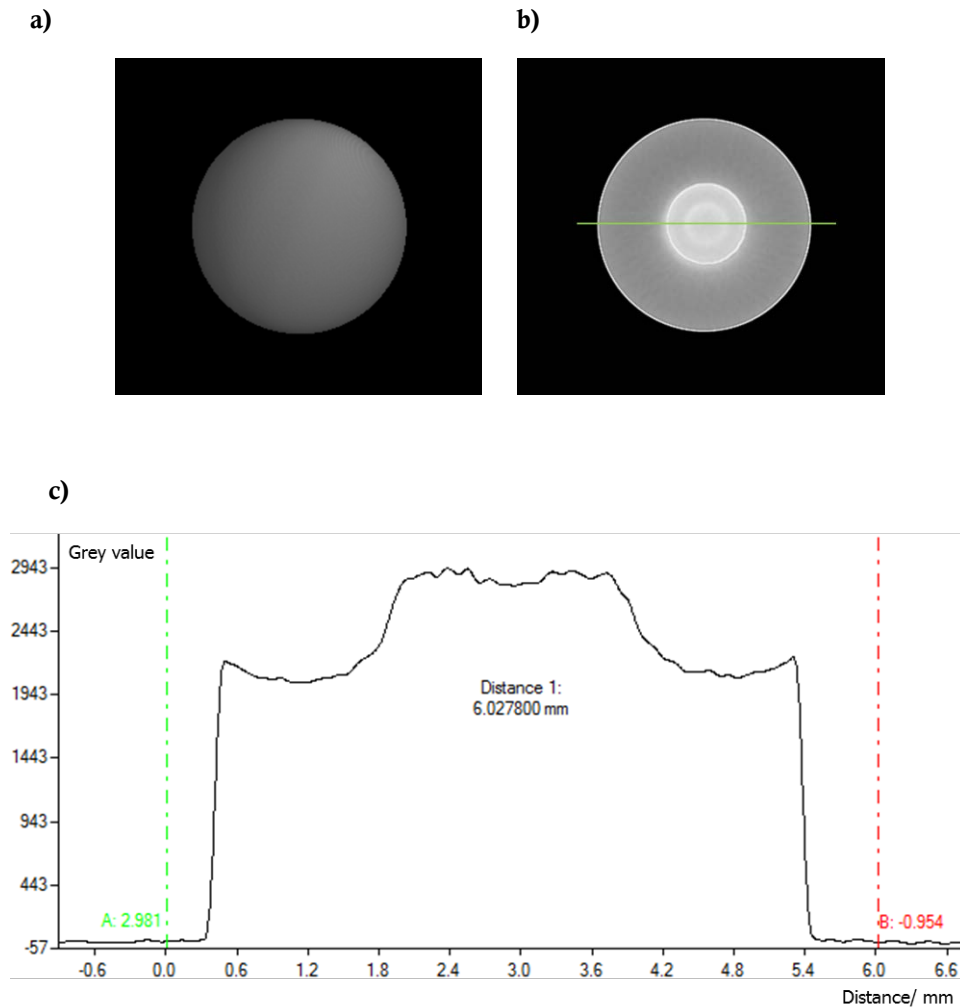 a)
b)
c)
Grey value
2943
2443
1943
1443
943
443
-57
Distance 1:
6.027800 mm
A: 2.981
B: -0.954
-0.6 0.0 0.6 1.2 1.8 2.4 3.0 3.6 4.2 4.8 5.4 6.0 6.6
Distance/ mm